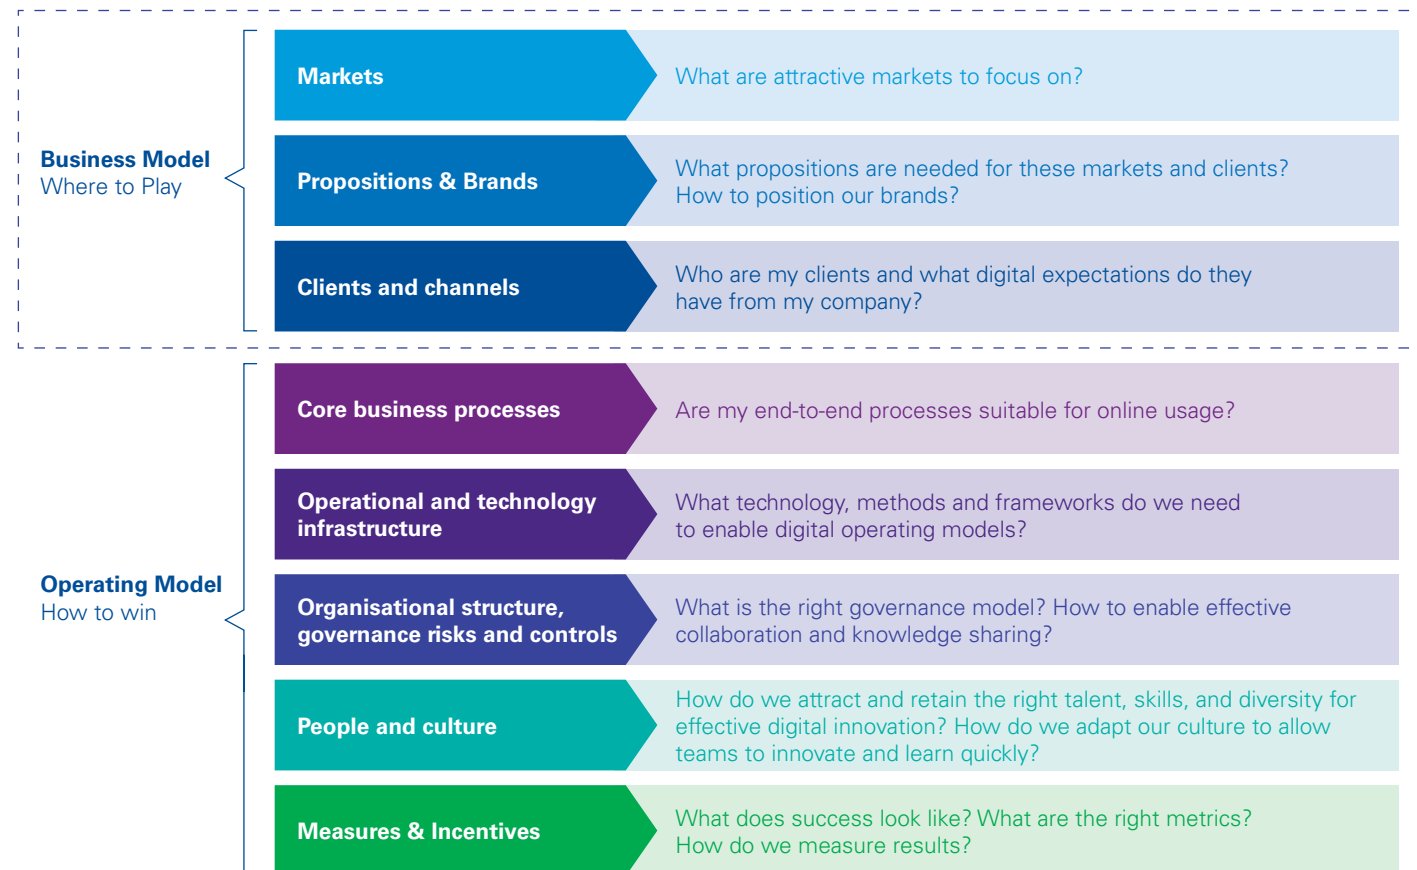 Business Model
Where to Play
Markets
What are attractive markets to focus on?
Propositions & Brands
What propositions are needed for these markets and clients?
How to position our brands?
Clients and channels
Who are my clients and what digital expectations do they
have from my company?
Operating Model
How to win
Core business processes
Are my end-to-end processes suitable for online usage?
Operational and technology
infrastructure
What technology, methods and frameworks do we need
to enable digital operating models?
Organisational structure,
governance risks and controls
What is the right governance model? How to enable effective
collaboration and knowledge sharing?
People and culture
How do we attract and retain the right talent, skills, and diversity for
effective digital innovation? How do we adapt our culture to allow
teams to innovate and learn quickly?
Measures & Incentives
What does success look like? What are the right metrics?
How do we measure results?